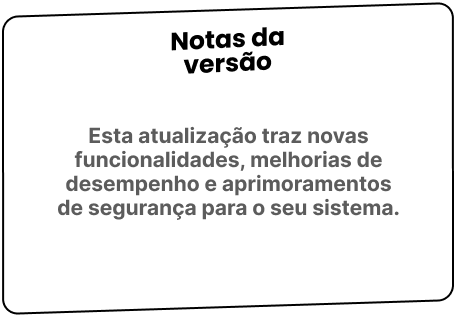 Notas da
versão
Esta atualização traz novas
funcionalidades, melhorias de
desempenho e aprimoramentos
de segurança para o seu sistema.